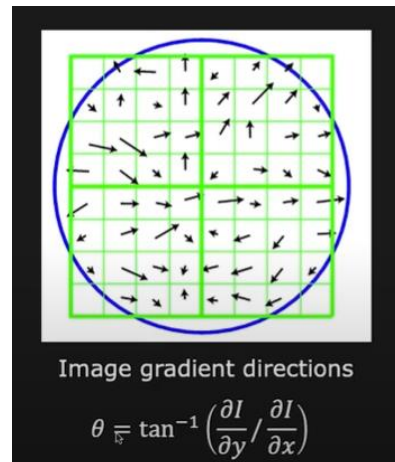 Image gradient directions
θ = tan⁻¹(∂I/∂y / ∂I/∂x)